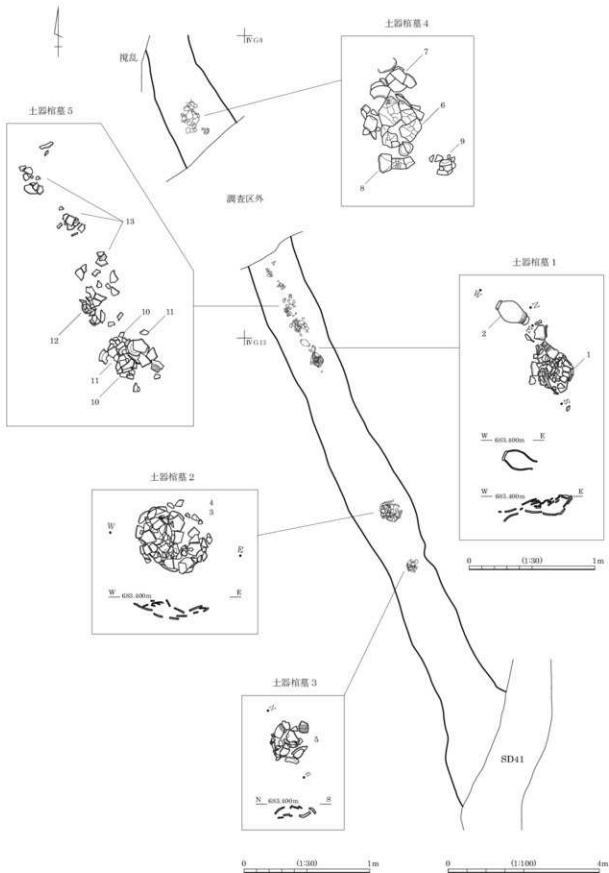 土器棺墓4
ⅣG8
撹乱
7
6
9
8
土器棺墓5
13
12
10
11
11
10
調査区外
ⅣG13
土器棺墓1
N
2
1
S
W 683.400m E
W 683.400m E
0 (1:30) 1m
土器棺墓2
4
3
W
E
W 683.400m E
土器棺墓3
N
5
N 683.400m S
SD41
0 (1:30) 1m
0 (1:100) 4m